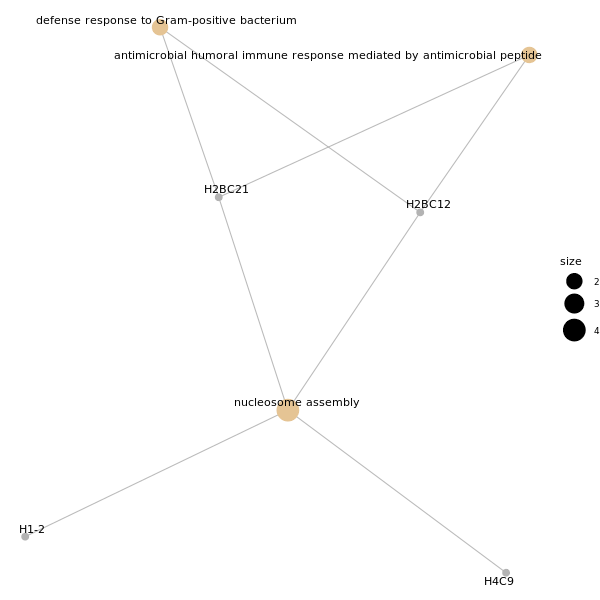 defense response to Gram-positive bacterium
antimicrobial humoral immune response mediated by antimicrobial peptide
H2BC21
H2BC12
size
2
3
4
nucleosome assembly
H1-2
H4C9